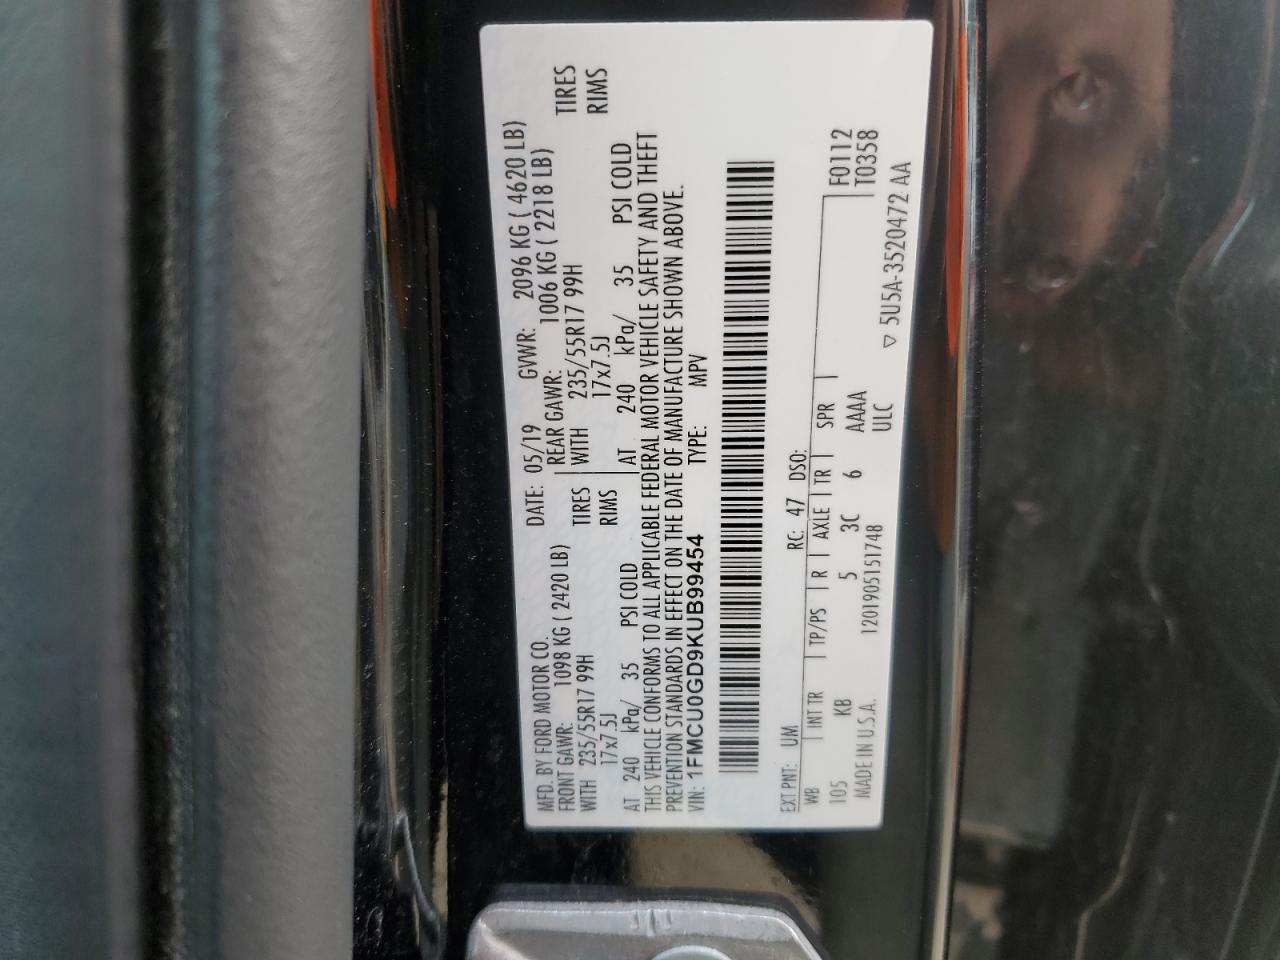 MFD. BY FORD MOTOR CO. DATE: 05/19 GVWR: 2096 KG ( 4620 LB)
FRONT GAWR: 1098 KG ( 2420 LB) REAR GAWR: 1006 KG ( 2218 LB)
WITH 235/55R17 99H TIRES WITH 235/55R17 99H TIRES
17x7.5J RIMS 17x7.5J RIMS
AT 240 kPa/ 35 PSI COLD AT 240 kPa/ 35 PSI COLD
THIS VEHICLE CONFORMS TO ALL APPLICABLE FEDERAL MOTOR VEHICLE SAFETY AND THEFT
PREVENTION STANDARDS IN EFFECT ON THE DATE OF MANUFACTURE SHOWN ABOVE.
VIN: 1FMCU0GD9KUB99454 TYPE: MPV
EXT PNT: UM RC: 47 DSO:
WB INT TR TP/PS R AXLE TR SPR F0112
105 KB 5 3C 6 AAAA T0358
MADE IN U.S.A. 1201905151748 ULC
▽ 5U5A-3520472 AA